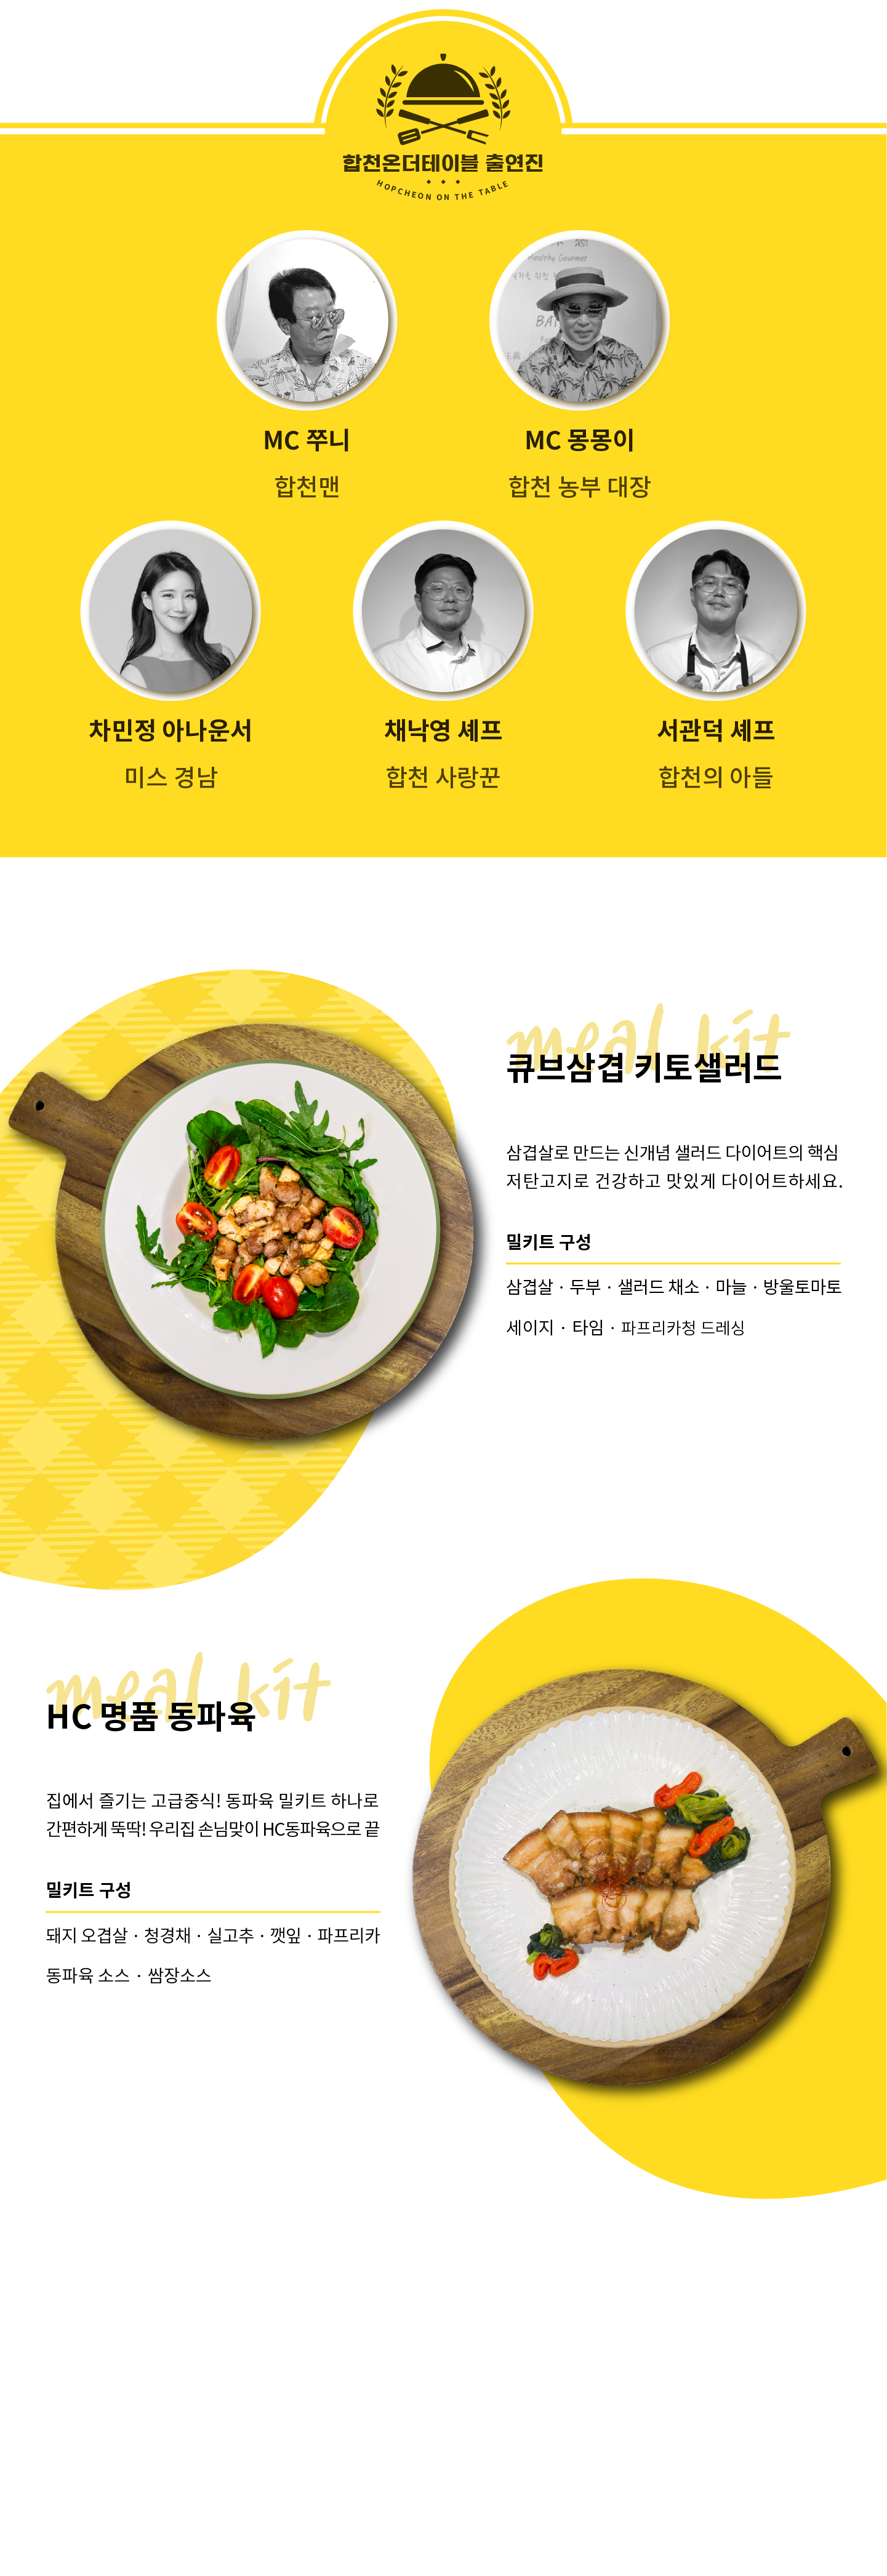 합천온더테이블 출연진
HOPCHEON ON THE TABLE
Healthy Gourmet
MC 쭈니
MC 몽몽이
합천맨
합천 농부 대장
차민정 아나운서
채낙영 셰프
서관덕 셰프
미스 경남
합천 사랑꾼
합천의 아들
meal kit
큐브삼겹 키토샐러드
삼겹살로 만드는 신개념 샐러드 다이어트의 핵심
저탄고지로 건강하고 맛있게 다이어트하세요.
밀키트 구성
삼겹살 · 두부 · 샐러드 채소 · 마늘 · 방울토마토
세이지 · 타임 · 파프리카청 드레싱
meal kit
HC 명품 동파육
집에서 즐기는 고급중식! 동파육 밀키트 하나로
간편하게 뚝딱! 우리집 손님맞이 HC동파육으로 끝
밀키트 구성
돼지 오겹살 · 청경채 · 실고추 · 깻잎 · 파프리카
동파육 소스 · 쌈장소스